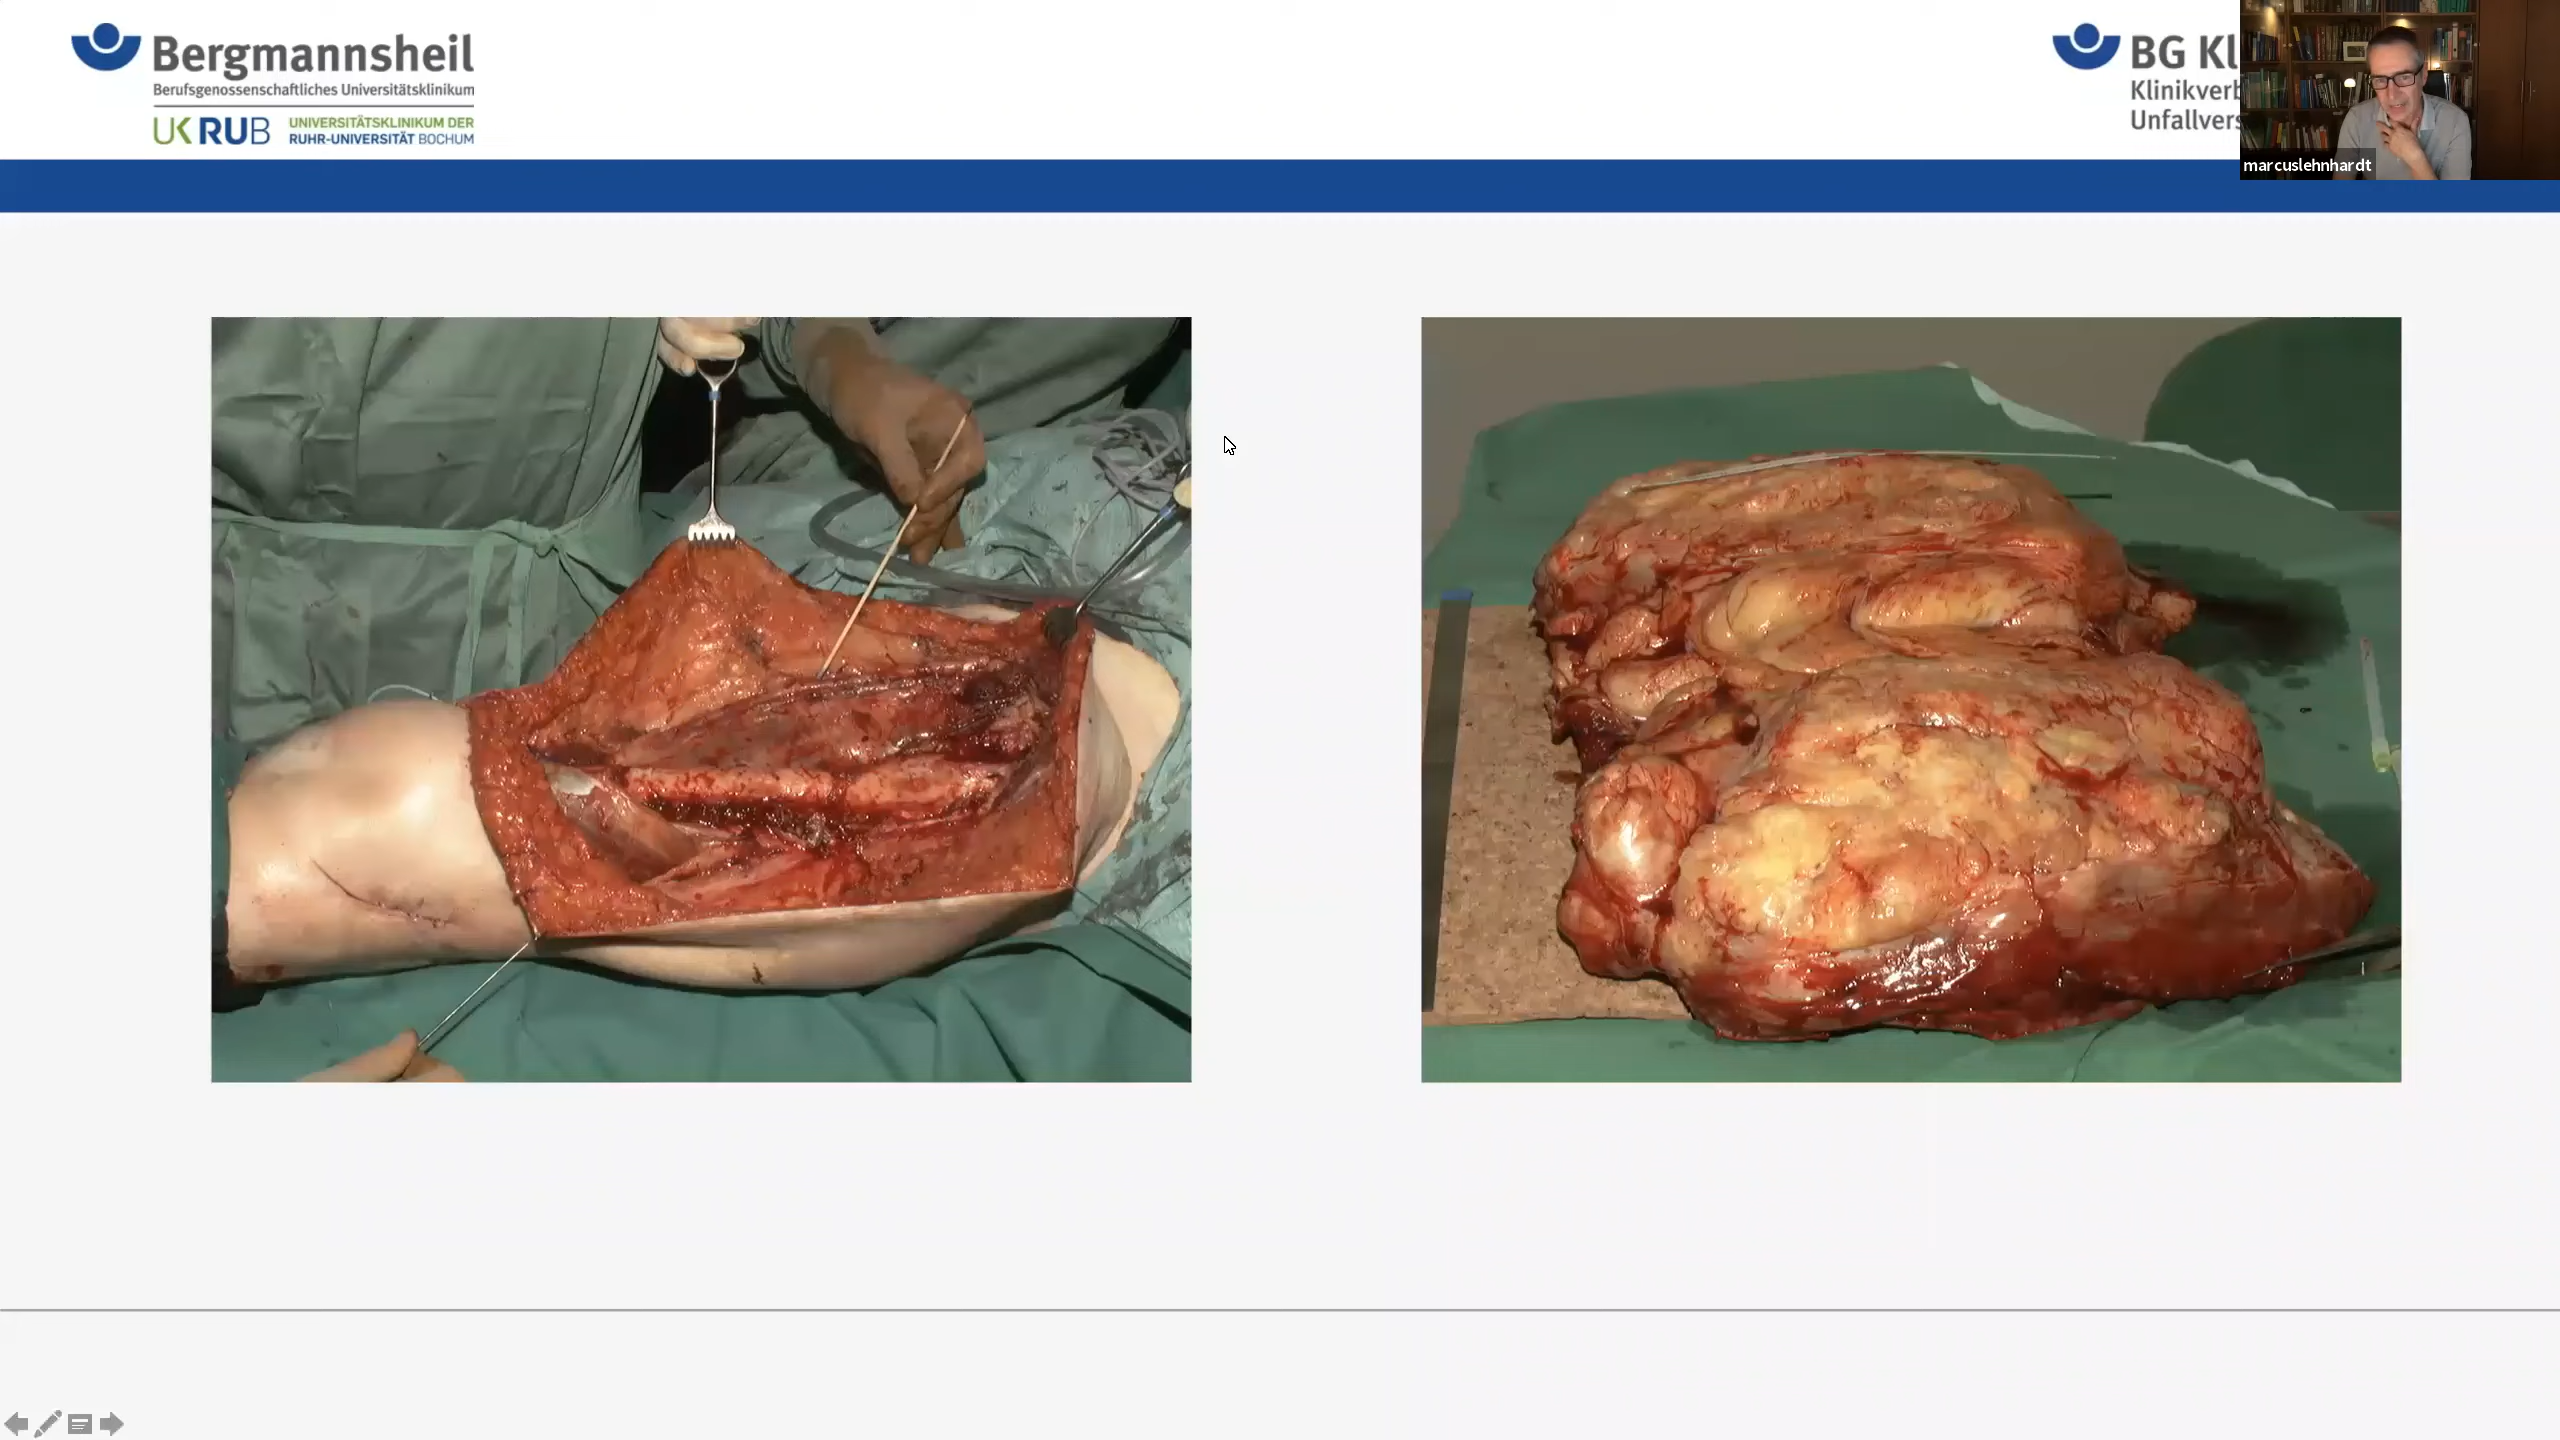 Bergmannsheil
Berufsgenossenschaftliches Universitätsklinikum
UK RUB
UNIVERSITÄTSKLINIKUM DER
RUHR-UNIVERSITÄT BOCHUM
BG Kl
Klinikverb
Unfallvers
marcuslehnhardt